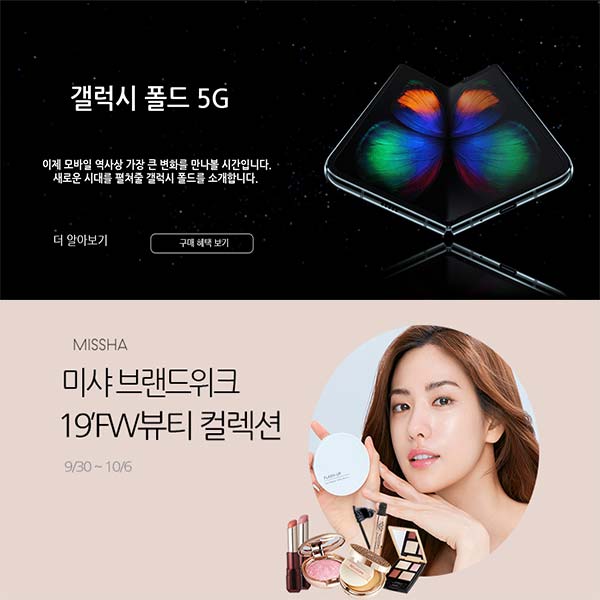 갤럭시 폴드 5G
이제 모바일 역사상 가장 큰 변화를 만나볼 시간입니다.
새로운 시대를 펼쳐줄 갤럭시 폴드를 소개합니다.
더 알아보기
구매 혜택 보기
MISSHA
미샤 브랜드위크
19'FW뷰티 컬렉션
9/30 ~ 10/6
FLASH UP